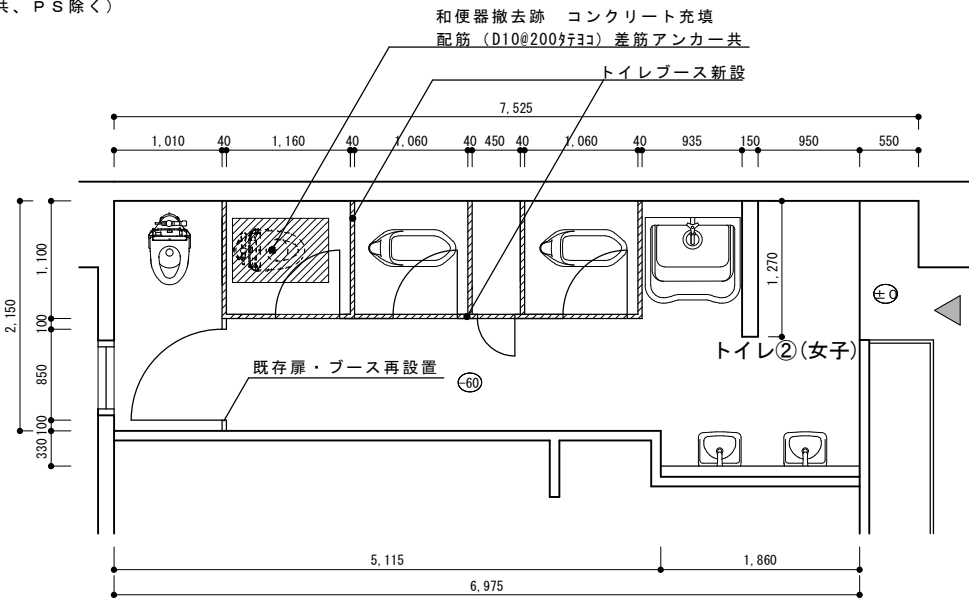 共、ＰＳ除く）
和便器撤去跡　コンクリート充填
配筋（D10@200ﾀﾃﾖｺ）差筋アンカー共
トイレブース新設
7,525
1,010 40 1,160 40 1,060 40 450 40 1,060 40 935 150 950 550
1,100
2,150
100
850
100
330
1,270
±0
トイレ②(女子)
既存扉・ブース再設置
-60
5,115 1,860
6,975